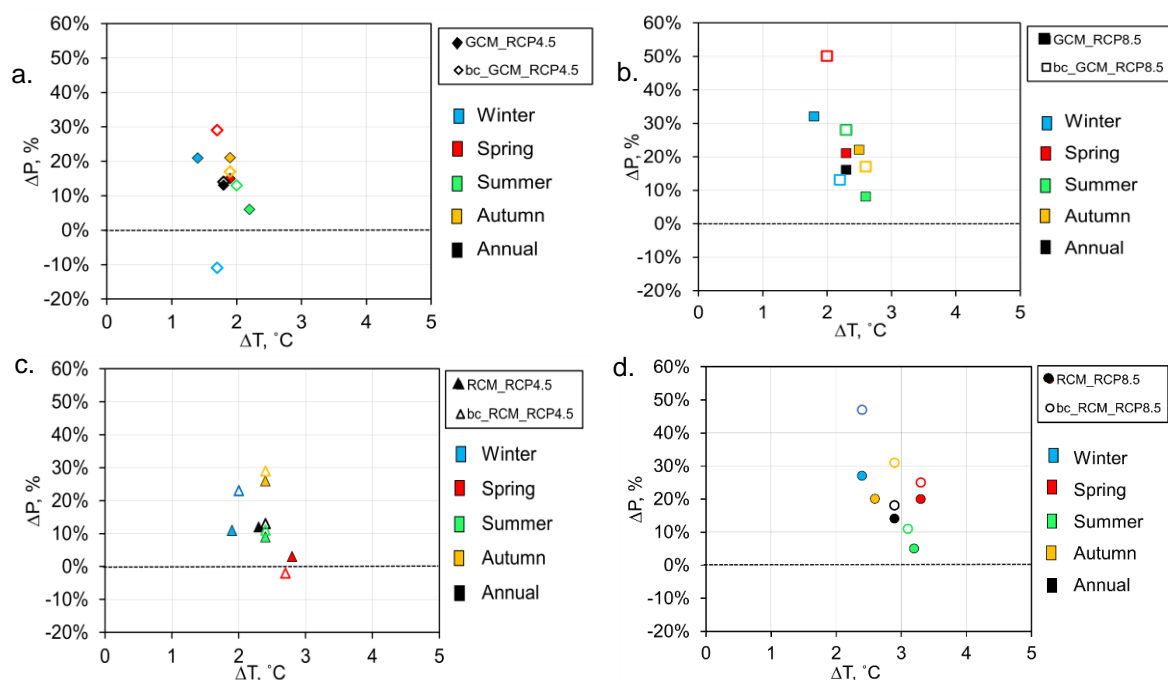 a.
60%
50%
40%
30%
20%
10%
0%
-10%
-20%
ΔP, %
0 1 2 3 4 5
ΔT, ˚C
GCM_RCP4.5
bc_GCM_RCP4.5
Winter
Spring
Summer
Autumn
Annual
b.
60%
50%
40%
30%
20%
10%
0%
-10%
-20%
ΔP, %
0 1 2 3 4 5
ΔT, ˚C
GCM_RCP8.5
bc_GCM_RCP8.5
Winter
Spring
Summer
Autumn
Annual
c.
60%
50%
40%
30%
20%
10%
0%
-10%
-20%
ΔP, %
0 1 2 3 4 5
ΔT, ˚C
RCM_RCP4.5
bc_RCM_RCP4.5
Winter
Spring
Summer
Autumn
Annual
d.
60%
50%
40%
30%
20%
10%
0%
-10%
-20%
ΔP, %
0 1 2 3 4 5
ΔT, ˚C
RCM_RCP8.5
bc_RCM_RCP8.5
Winter
Spring
Summer
Autumn
Annual